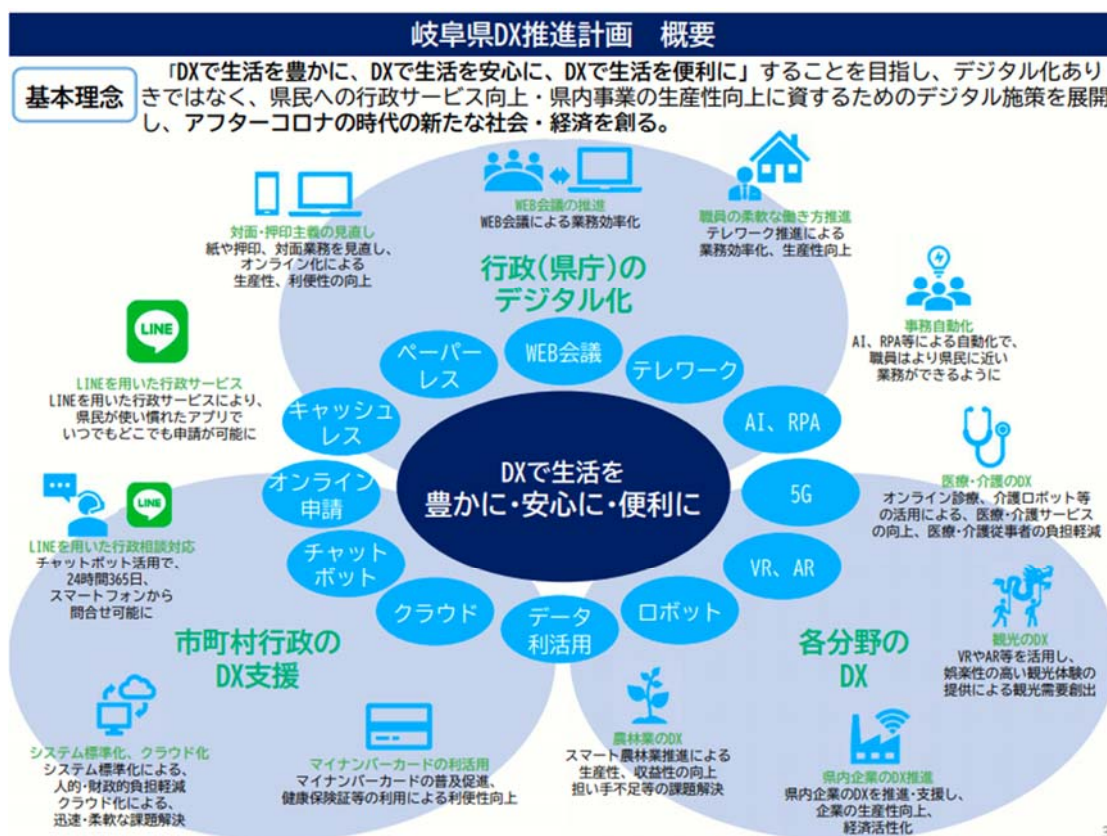 岐阜県DX推進計画　概要
基本理念
「DXで生活を豊かに、DXで生活を安心に、DXで生活を便利に」することを目指し、デジタル化あり
きではなく、県民への行政サービス向上・県内事業の生産性向上に資するためのデジタル施策を展開
し、アフターコロナの時代の新たな社会・経済を創る。
対面・押印主義の見直し
紙や押印、対面業務を見直し、
オンライン化による
生産性、利便性の向上
WEB会議の推進
WEB会議による業務効率化
職員の柔軟な働き方推進
テレワーク推進による
業務効率化、生産性向上
行政(県庁)の
デジタル化
事務自動化
AI、RPA等による自動化で、
職員はより県民に近い
業務ができるように
LINE
LINEを用いた行政サービス
LINEを用いた行政サービスにより、
県民が使い慣れたアプリで
いつでもどこでも申請が可能に
ペーパー
レス
WEB会議
テレワーク
キャッシュ
レス
AI、RPA
オンライン
申請
5G
チャット
ボット
VR、AR
クラウド
データ
利活用
ロボット
DXで生活を
豊かに・安心に・便利に
医療・介護のDX
オンライン診療、介護ロボット等
の活用による、医療・介護サービス
の向上、医療・介護従事者の負担軽減
LINE
LINEを用いた行政相談対応
チャットボット活用で、
24時間365日、
スマートフォンから
問合せ可能に
市町村行政の
DX支援
各分野の
DX
観光のDX
VRやAR等を活用し、
娯楽性の高い観光体験の
提供による観光需要創出
システム標準化、クラウド化
システム標準化による、
人的・財政的負担軽減
クラウド化による、
迅速・柔軟な課題解決
マイナンバーカードの利活用
マイナンバーカードの普及促進、
健康保険証等の利用による利便性向上
農林業のDX
スマート農林業推進による
生産性、収益性の向上
担い手不足等の課題解決
県内企業のDX推進
県内企業のDXを推進・支援し、
企業の生産性向上、
経済活性化